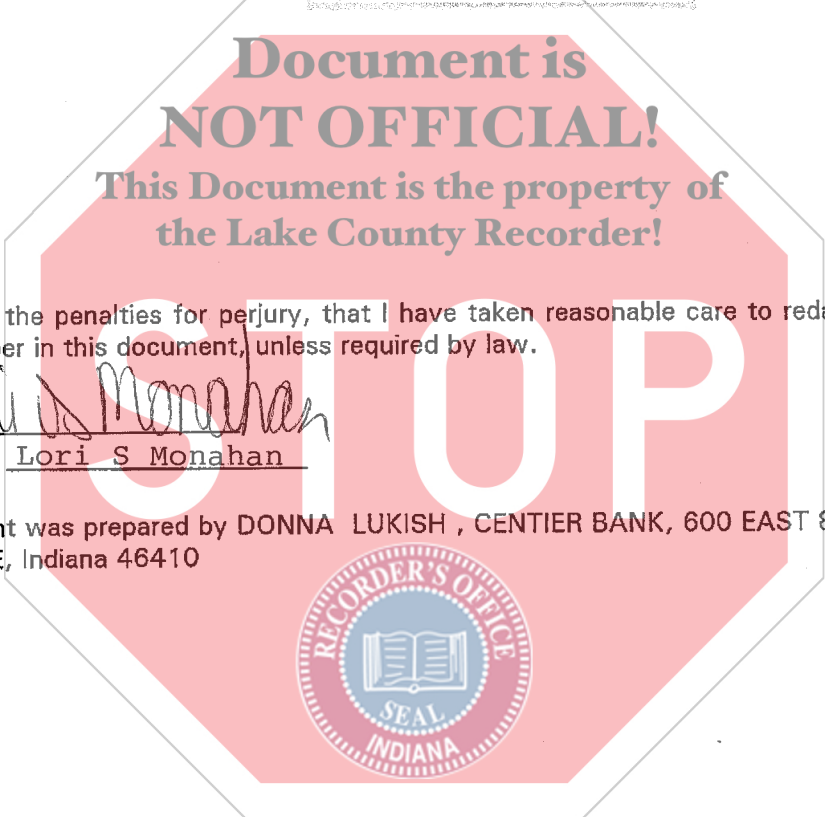 Document is
NOT OFFICIAL!
This Document is the property of
the Lake County Recorder!
STOP
the penalties for perjury, that I have taken reasonable care to reda
er in this document, unless required by law.
Monahan
Lori S Monahan
nt was prepared by DONNA LUKISH , CENTIER BANK, 600 EAST 8
E, Indiana 46410
RECORDER'S OFFICE
SEAL
INDIANA